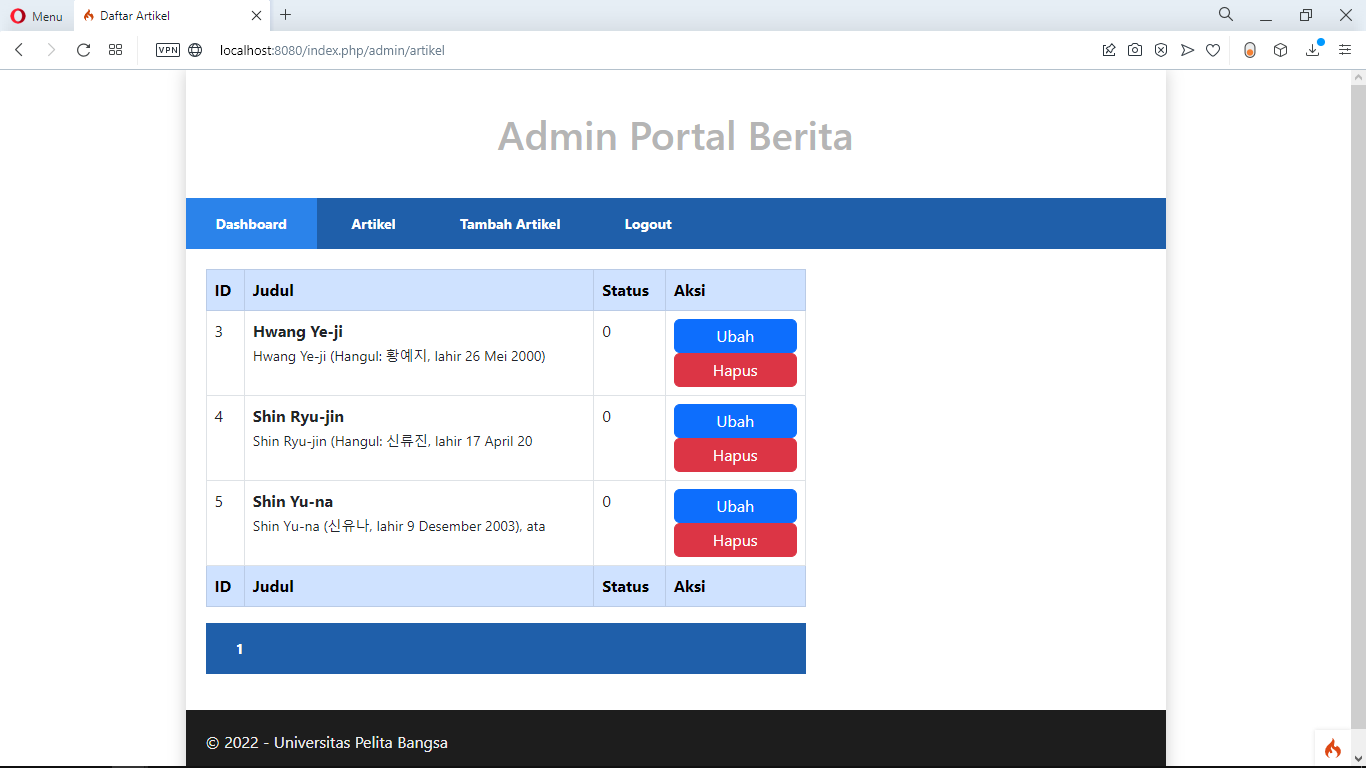 Menu
Daftar Artikel
VPN
localhost:8080/index.php/admin/artikel
Admin Portal Berita
Dashboard Artikel Tambah Artikel Logout
ID Judul Status Aksi
3 Hwang Ye-ji 0 Ubah
Hwang Ye-ji (Hangul: 황예지, lahir 26 Mei 2000)
Hapus
4 Shin Ryu-jin 0 Ubah
Shin Ryu-jin (Hangul: 신류진, lahir 17 April 20
Hapus
5 Shin Yu-na 0 Ubah
Shin Yu-na (신유나, lahir 9 Desember 2003), ata
Hapus
ID Judul Status Aksi
1
© 2022 - Universitas Pelita Bangsa